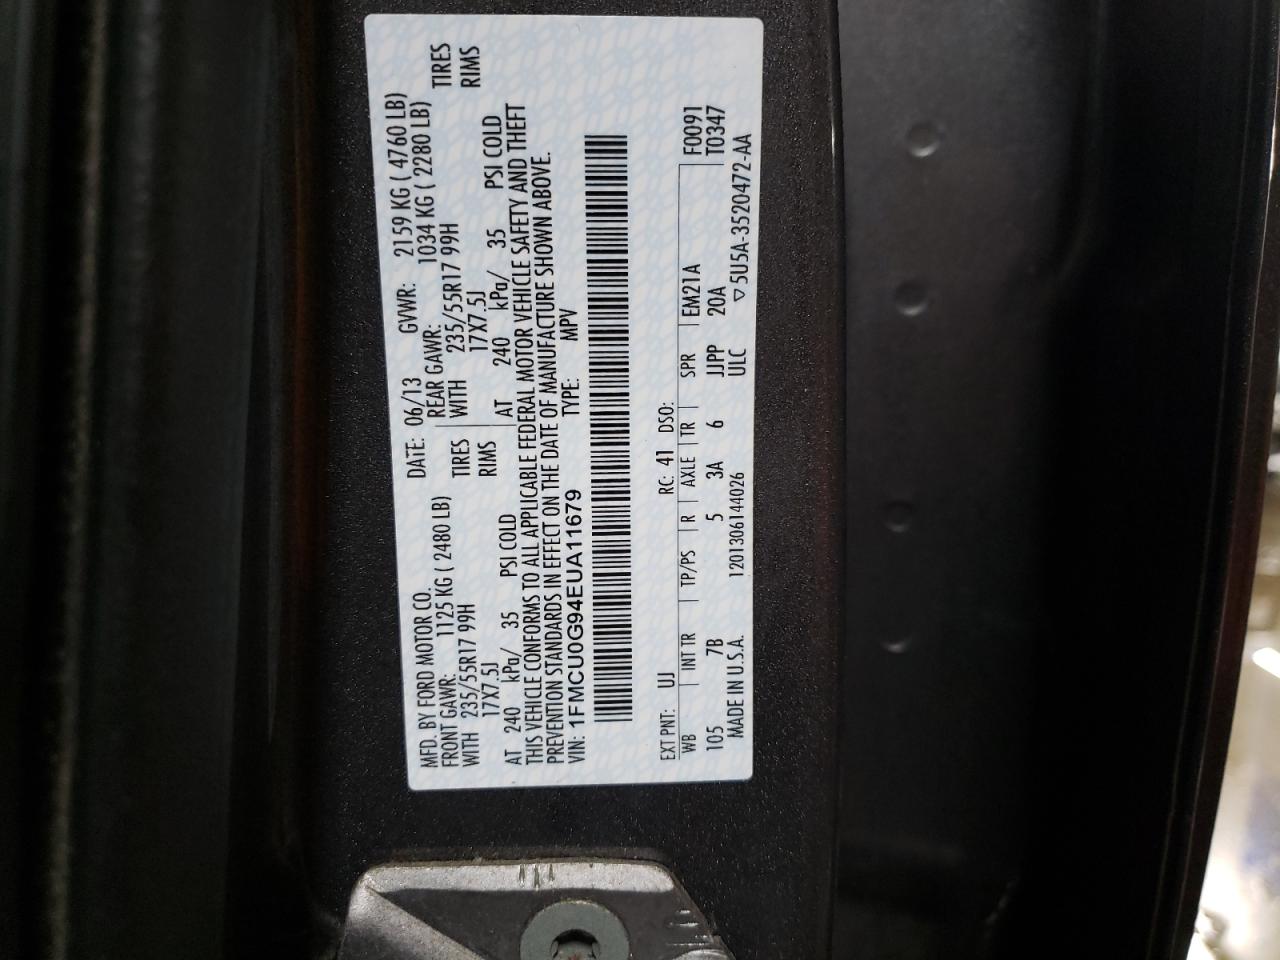 MFD. BY FORD MOTOR CO. DATE: 06/13 GVWR: 2159 KG ( 4760 LB)
FRONT GAWR: 1125 KG ( 2480 LB) REAR GAWR: 1034 KG ( 2280 LB)
WITH 235/55R17 99H TIRES WITH 235/55R17 99H TIRES
17X7.5J RIMS 17X7.5J RIMS
AT 240 kPa/ 35 PSI COLD AT 240 kPa/ 35 PSI COLD
THIS VEHICLE CONFORMS TO ALL APPLICABLE FEDERAL MOTOR VEHICLE SAFETY AND THEFT
PREVENTION STANDARDS IN EFFECT ON THE DATE OF MANUFACTURE SHOWN ABOVE.
VIN: 1FMCU0G94EUA11679 TYPE: MPV
EXT PNT: UJ RC: 41 DSO:
WB INT TR TP/PS R AXLE TR SPR EM21A F0091
105 7B 5 3A 6 JJPP 20A T0347
MADE IN U.S.A. 1201306144026 ULC ▽5U5A-3520472-AA